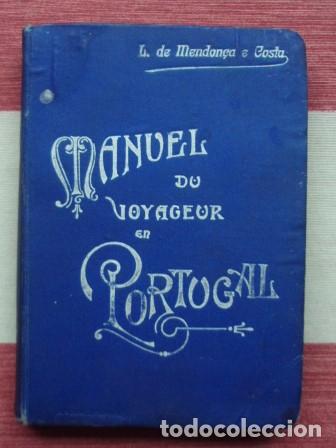 L. de Mendonça e Costa
MANUEL
DU
VOYAGEUR
en
PORTUGAL
todocoleccion.net